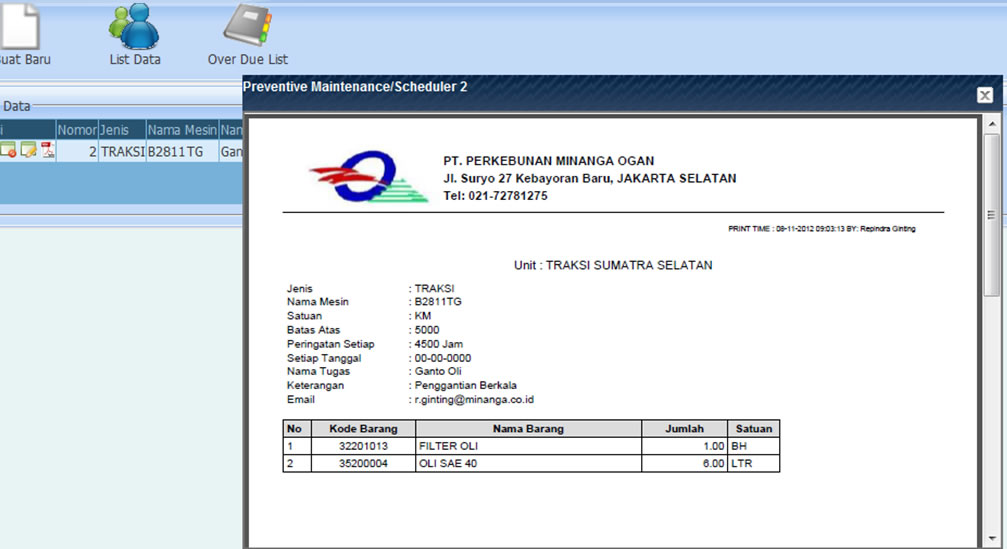 uat Baru
List Data
Over Due List
Preventive Maintenance/Scheduler 2
Data
i Nomor Jenis Nama Mesin Nan
2 TRAKSI B2811TG Gan
PT. PERKEBUNAN MINANGA OGAN
Jl. Suryo 27 Kebayoran Baru, JAKARTA SELATAN
Tel: 021-72781275
PRINT TIME : 08-11-2012 09:03:13 BY: Repindra Ginting
Unit : TRAKSI SUMATRA SELATAN
Jenis : TRAKSI
Nama Mesin : B2811TG
Satuan : KM
Batas Atas : 5000
Peringatan Setiap : 4500 Jam
Setiap Tanggal : 00-00-0000
Nama Tugas : Ganto Oli
Keterangan : Penggantian Berkala
Email : r.ginting@minanga.co.id
No Kode Barang Nama Barang Jumlah Satuan
1 32201013 FILTER OLI 1.00 BH
2 35200004 OLI SAE 40 6.00 LTR